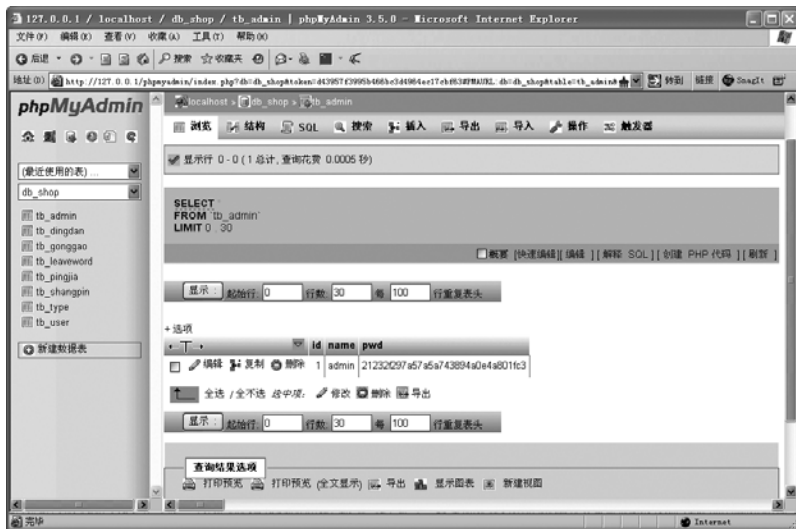 127.0.0.1 / localhost / db_shop / tb_admin | phpMyAdmin 3.5.0 - Microsoft Internet Explorer
文件(F) 编辑(E) 查看(V) 收藏(A) 工具(T) 帮助(H)
后退 搜索 收藏夹
地址(D) 转到 链接 SnagIt
phpMyAdmin
localhost » db_shop » tb_admin
浏览 结构 SQL 搜索 插入 导出 导入 操作 触发器
显示行 0 - 0 (1 总计, 查询花费 0.0005 秒)
(最近使用的表) ...
db_shop
tb_admin
tb_dingdan
tb_gonggao
tb_leaveword
tb_pingjia
tb_shangpin
tb_type
tb_user
新建数据表
SELECT *
FROM `tb_admin`
LIMIT 0 , 30
概要 [快速编辑] [ 编辑 ] [ 解释 SQL ] [ 创建 PHP 代码 ] [ 刷新 ]
显示 : 起始行: 0 行数: 30 每 100 行重复表头
+ 选项
←T→ id name pwd
编辑 复制 删除 1 admin 21232f297a57a5a743894a0e4a801fc3
全选 / 全不选 选中项: 修改 删除 导出
显示 : 起始行: 0 行数: 30 每 100 行重复表头
查询结果选项
打印预览 打印预览 (全文显示) 导出 显示图表 新建视图
完毕 Internet